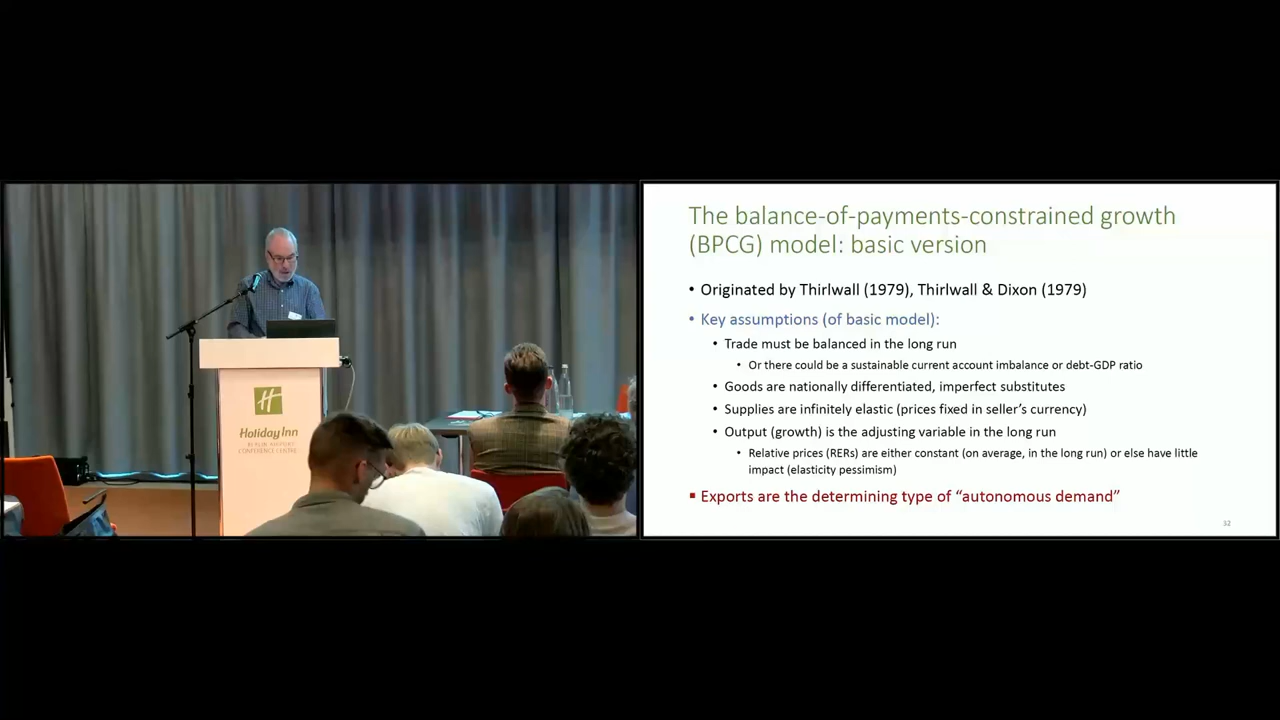 Holiday Inn
BERLIN AIRPORT
CONFERENCE CENTRE
The balance-of-payments-constrained growth
(BPCG) model: basic version
• Originated by Thirlwall (1979), Thirlwall & Dixon (1979)
• Key assumptions (of basic model):
• Trade must be balanced in the long run
• Or there could be a sustainable current account imbalance or debt-GDP ratio
• Goods are nationally differentiated, imperfect substitutes
• Supplies are infinitely elastic (prices fixed in seller's currency)
• Output (growth) is the adjusting variable in the long run
• Relative prices (RERs) are either constant (on average, in the long run) or else have little
impact (elasticity pessimism)
▪ Exports are the determining type of “autonomous demand”
32